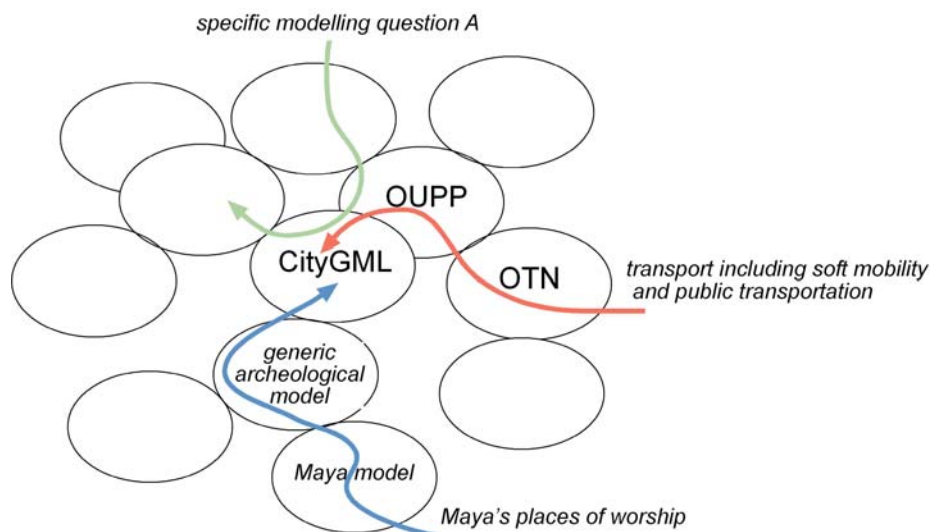 specific modelling question A
OUPP
CityGML
OTN
transport including soft mobility
and public transportation
generic
archeological
model
Maya model
Maya's places of worship